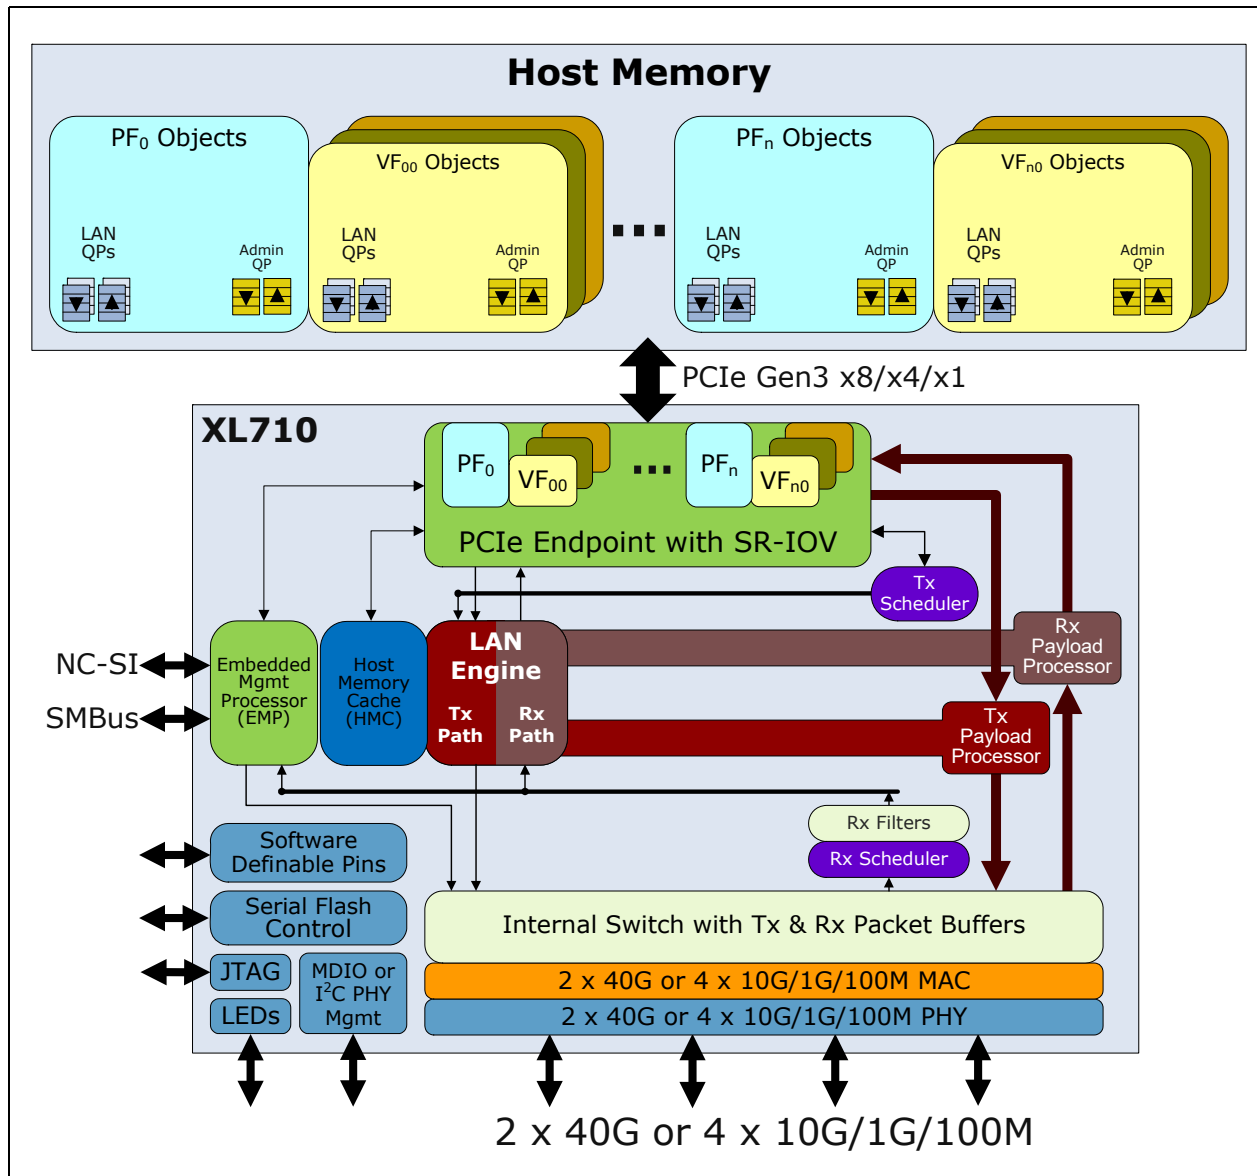 Host Memory
PF0 Objects
VF00 Objects
PFn Objects
VFn0 Objects
LAN
QPs
Admin
QP
LAN
QPs
Admin
QP
LAN
QPs
Admin
QP
LAN
QPs
Admin
QP
PCIe Gen3 x8/x4/x1
XL710
PF0
VF00
PFn
VFn0
PCIe Endpoint with SR-IOV
Tx
Scheduler
NC-SI
SMBus
Embedded
Mgmt
Processor
(EMP)
Host
Memory
Cache
(HMC)
LAN
Engine
Tx
Path
Rx
Path
Rx
Payload
Processor
Tx
Payload
Processor
Rx Filters
Rx Scheduler
Software
Definable Pins
Serial Flash
Control
JTAG
LEDs
MDIO or
I²C PHY
Mgmt
Internal Switch with Tx & Rx Packet Buffers
2 x 40G or 4 x 10G/1G/100M MAC
2 x 40G or 4 x 10G/1G/100M PHY
2 x 40G or 4 x 10G/1G/100M